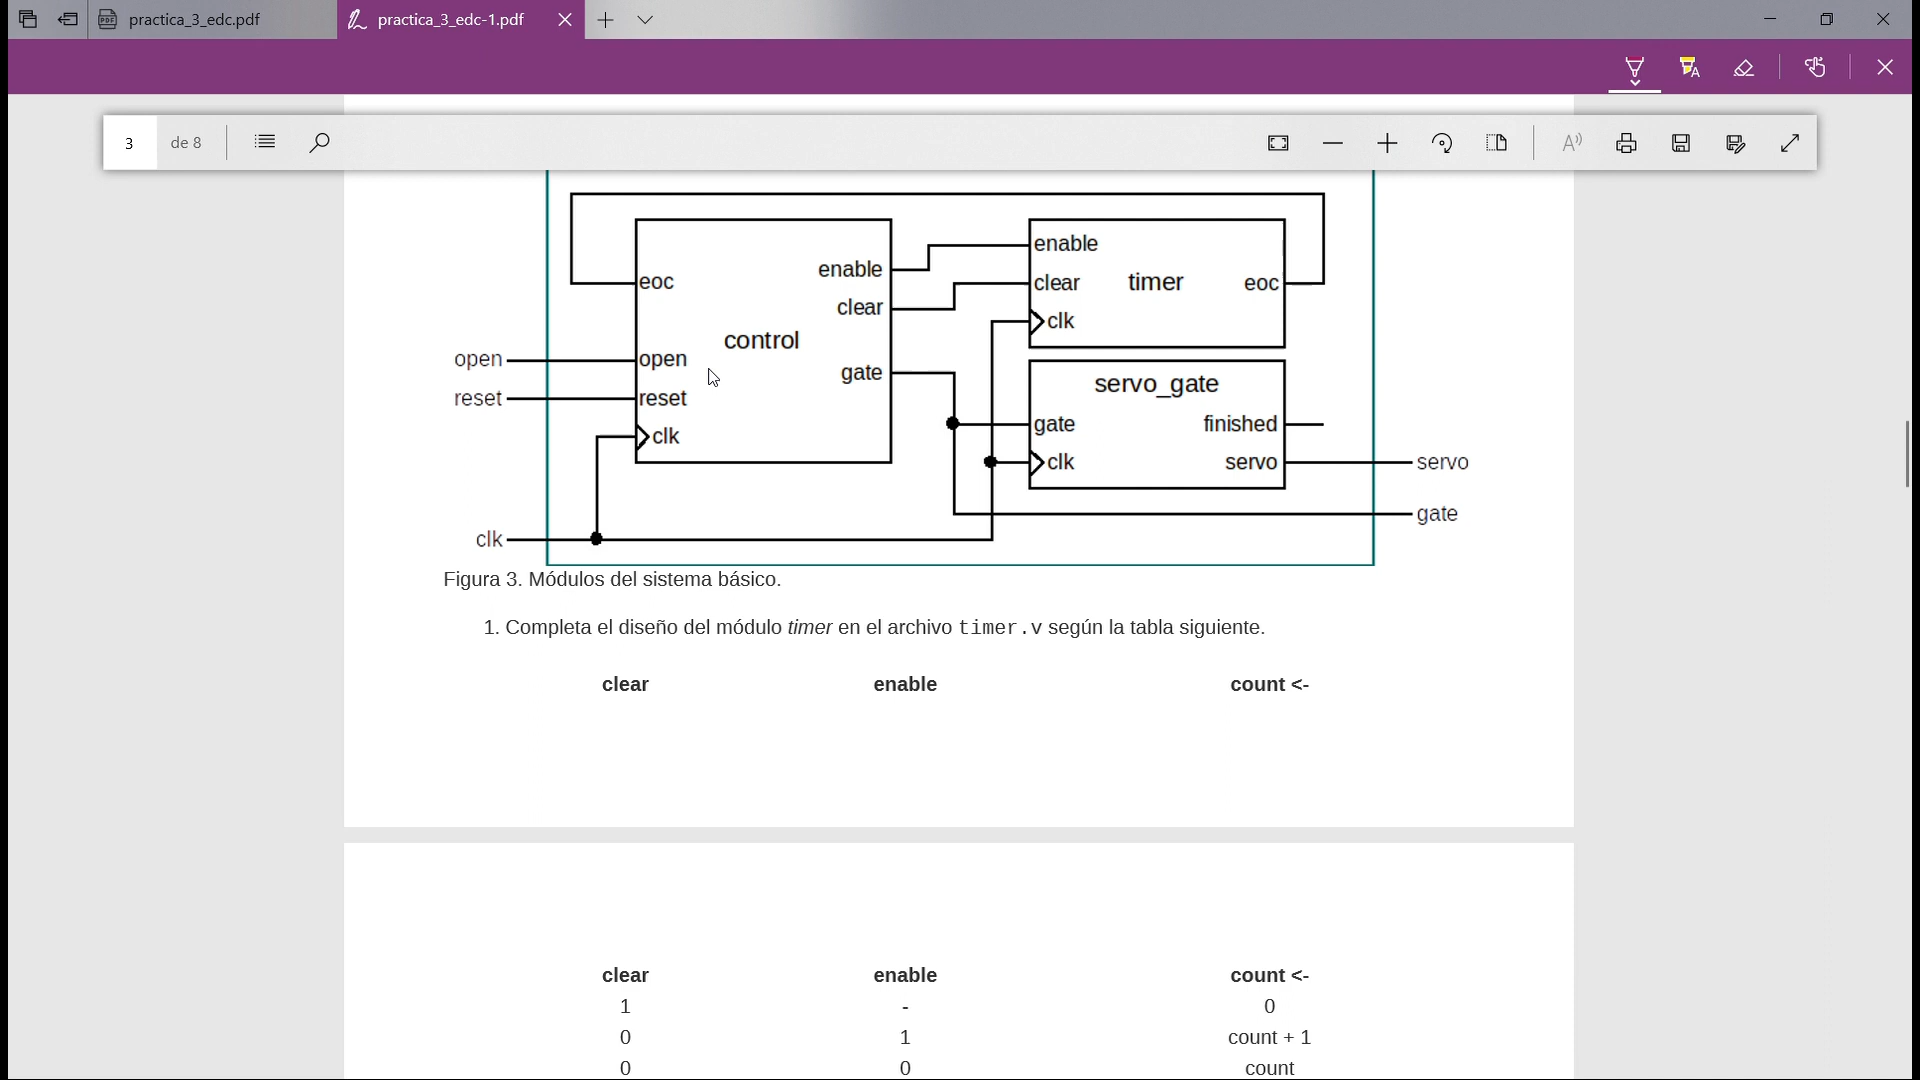 practica_3_edc.pdf
practica_3_edc-1.pdf
3 de 8
enable
enable
eoc
clear
timer
eoc
clear
clk
control
open
open
servo_gate
gate
reset
reset
gate
finished
clk
clk
servo
servo
gate
clk
Figura 3. Módulos del sistema básico.
1. Completa el diseño del módulo timer en el archivo timer.v según la tabla siguiente.
clear enable count <-
clear enable count <-
1 - 0
0 1 count + 1
0 0 count